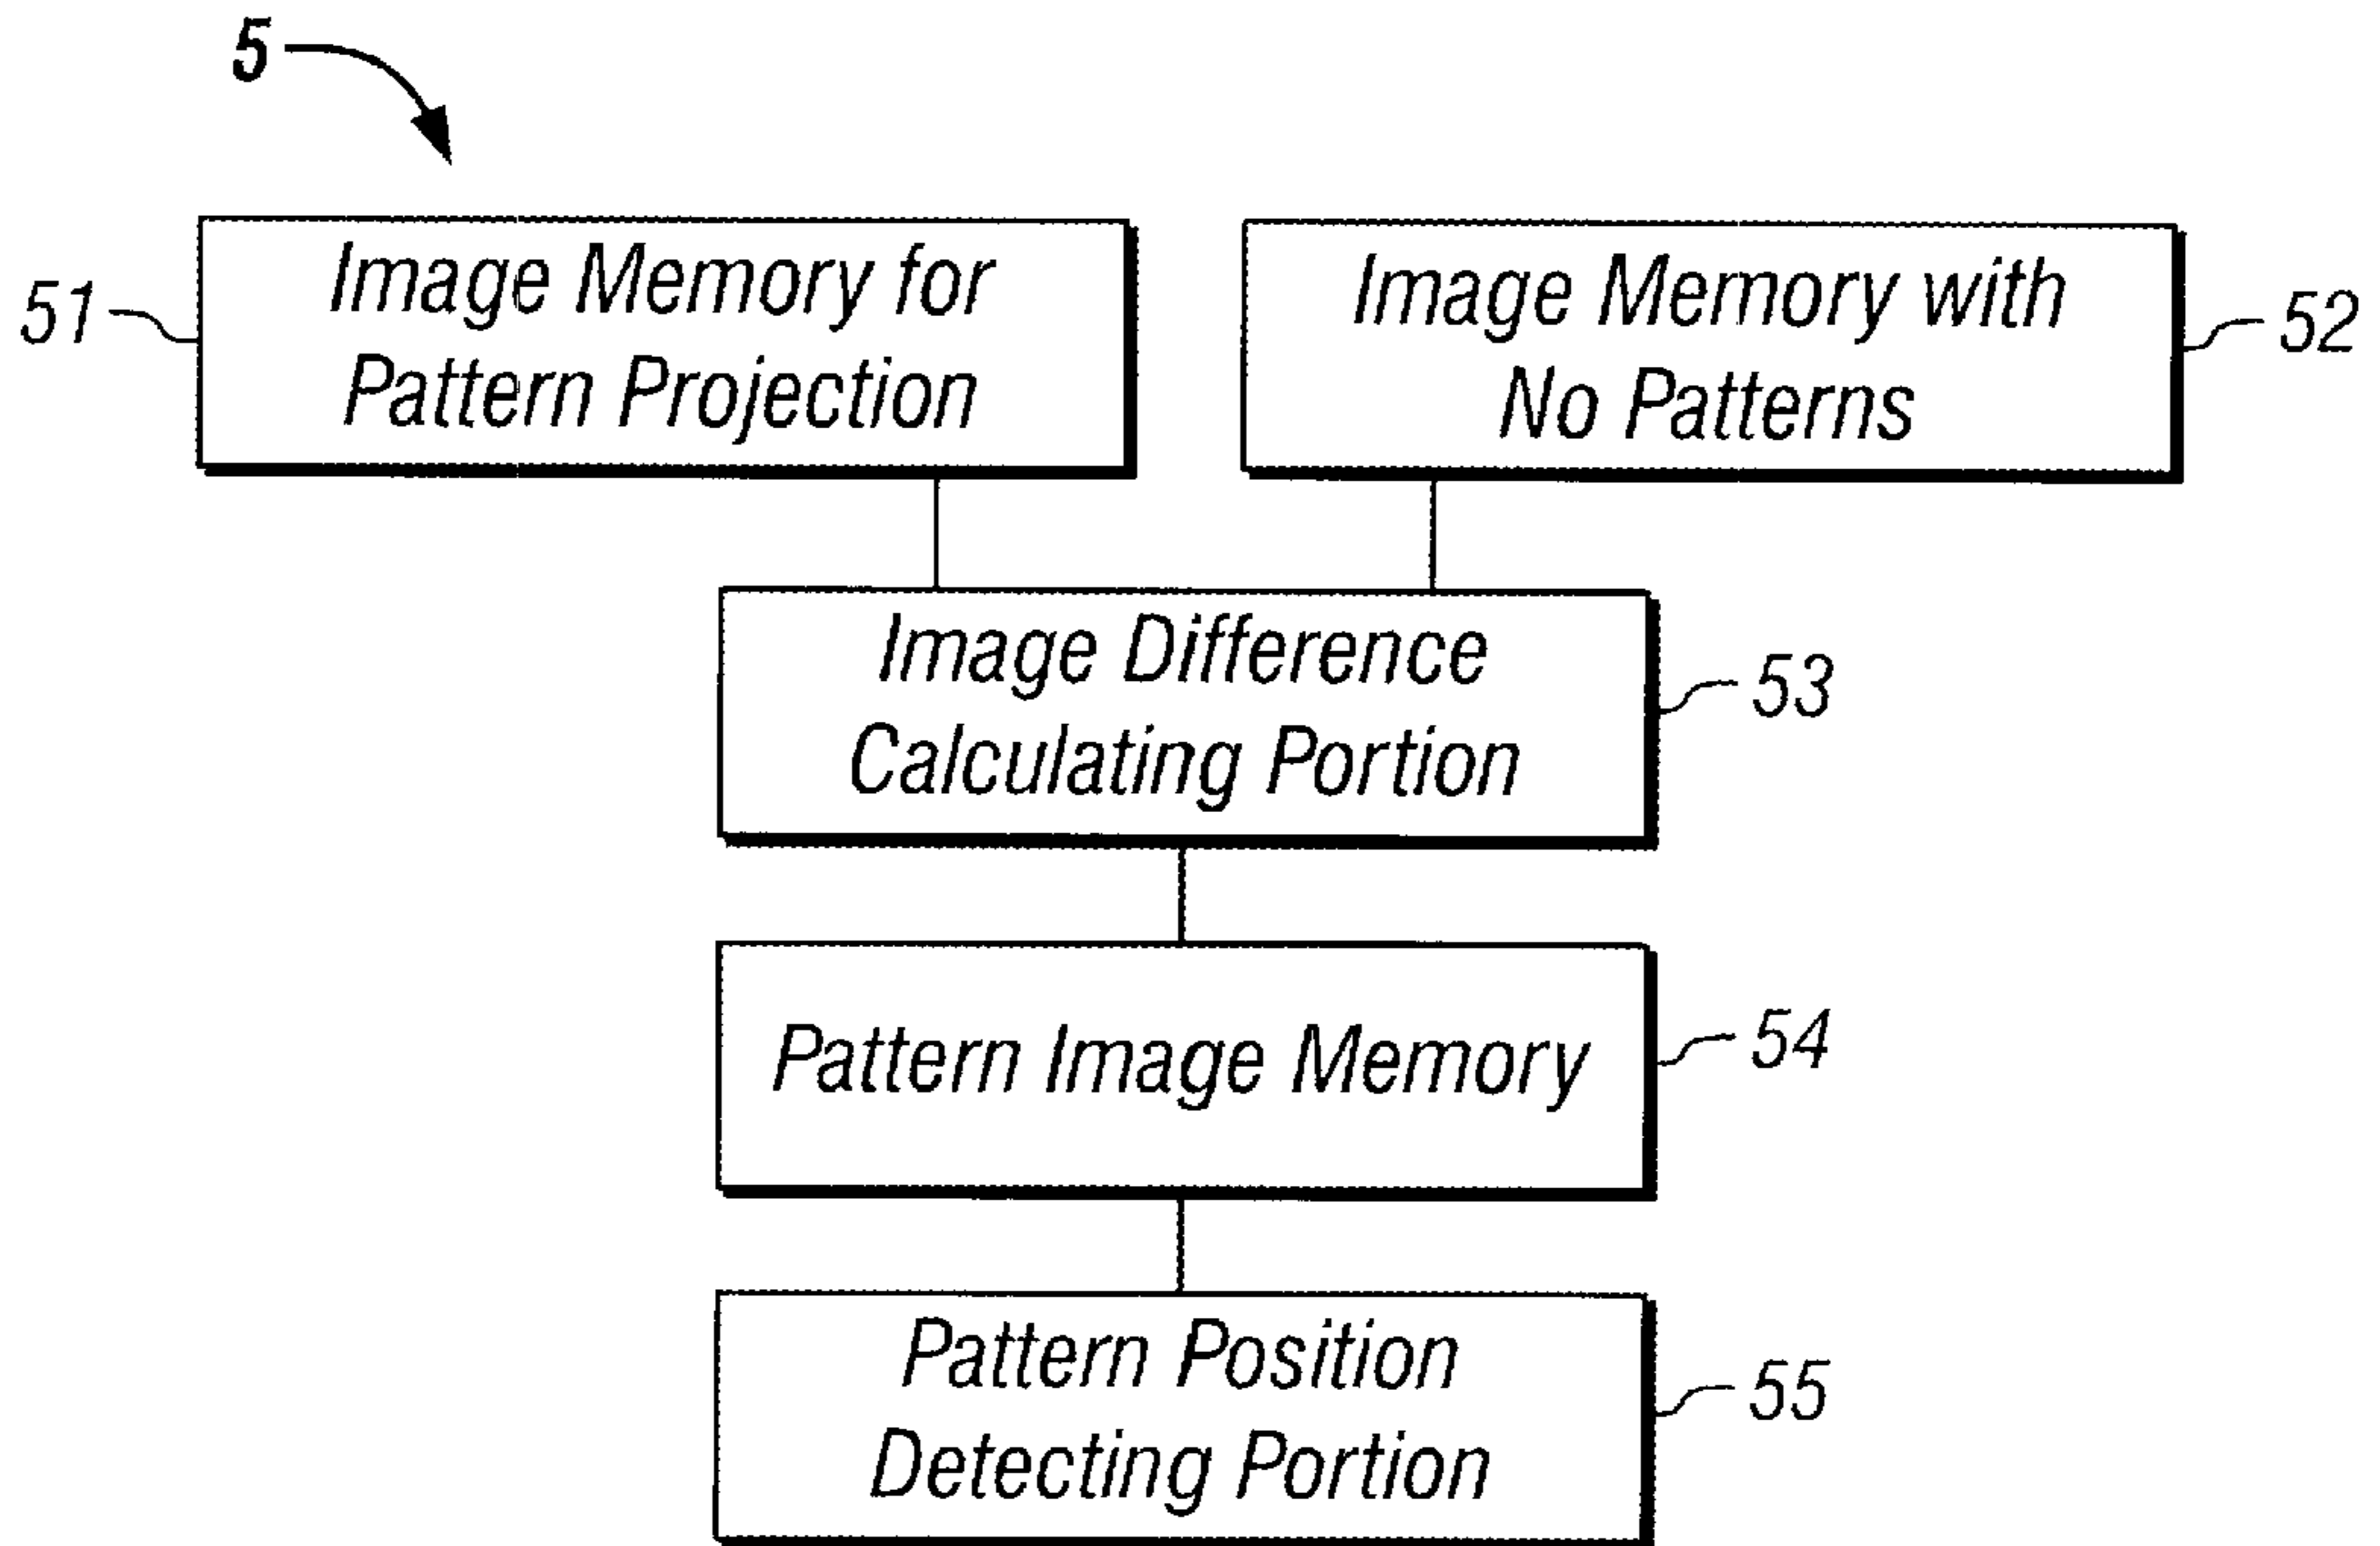 5
51
Image Memory for
Pattern Projection
Image Memory with
No Patterns
52
Image Difference
Calculating Portion
53
Pattern Image Memory
54
Pattern Position
Detecting Portion
55